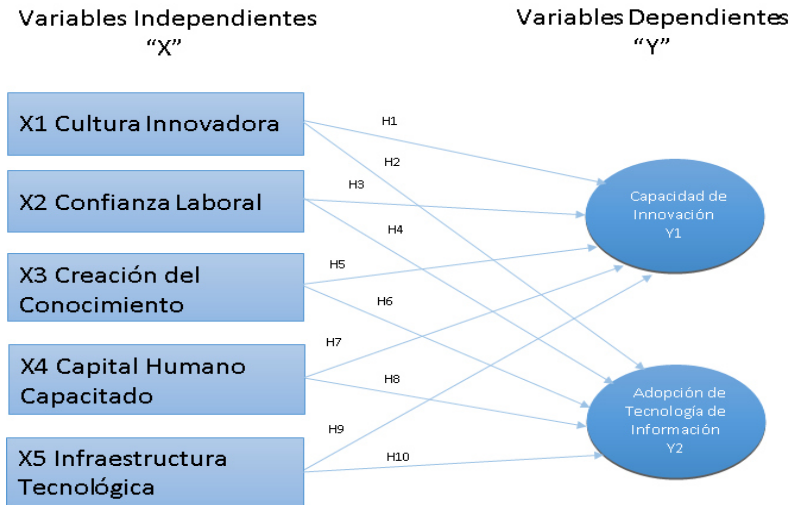 Variables Independientes
“X”
Variables Dependientes
“Y”
X1 Cultura Innovadora
X2 Confianza Laboral
X3 Creación del
Conocimiento
X4 Capital Humano
Capacitado
X5 Infraestructura
Tecnológica
H1
H2
H3
H4
H5
H6
H7
H8
H9
H10
Capacidad de
Innovación
Y1
Adopción de
Tecnología de
Información
Y2